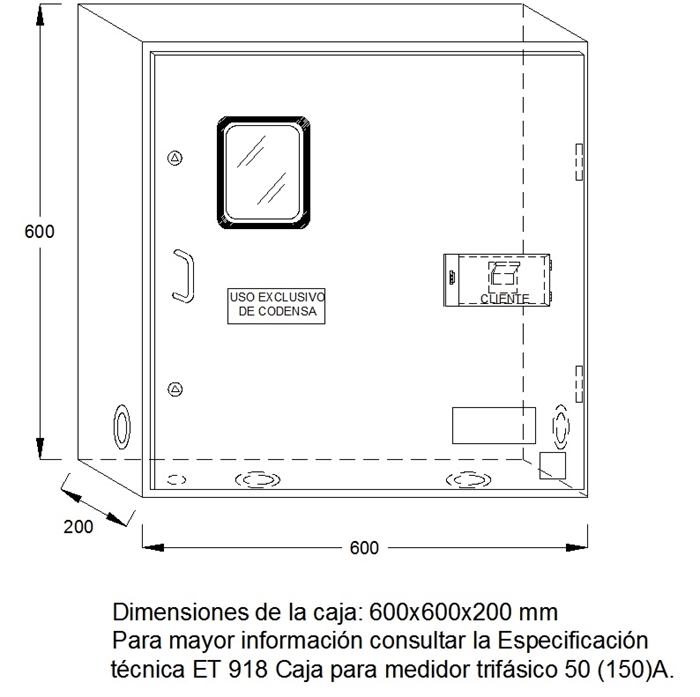 600
USO EXCLUSIVO
DE CODENSA
CLIENTE
200
600
Dimensiones de la caja: 600x600x200 mm
Para mayor información consultar la Especificación
técnica ET 918 Caja para medidor trifásico 50 (150)A.